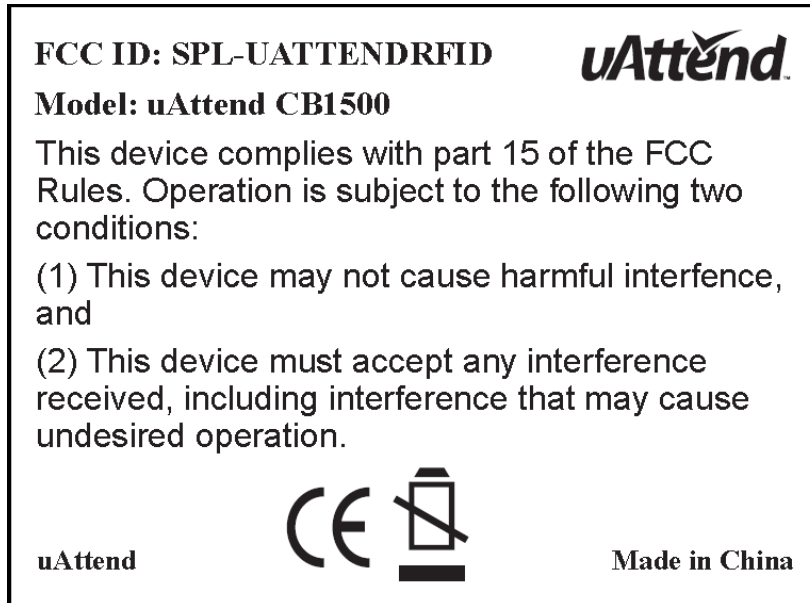 FCC ID: SPL-UATTENDRFID
uAttend™
Model: uAttend CB1500
This device complies with part 15 of the FCC
Rules. Operation is subject to the following two
conditions:
(1) This device may not cause harmful interfence,
and
(2) This device must accept any interference
received, including interference that may cause
undesired operation.
CE
uAttend
Made in China